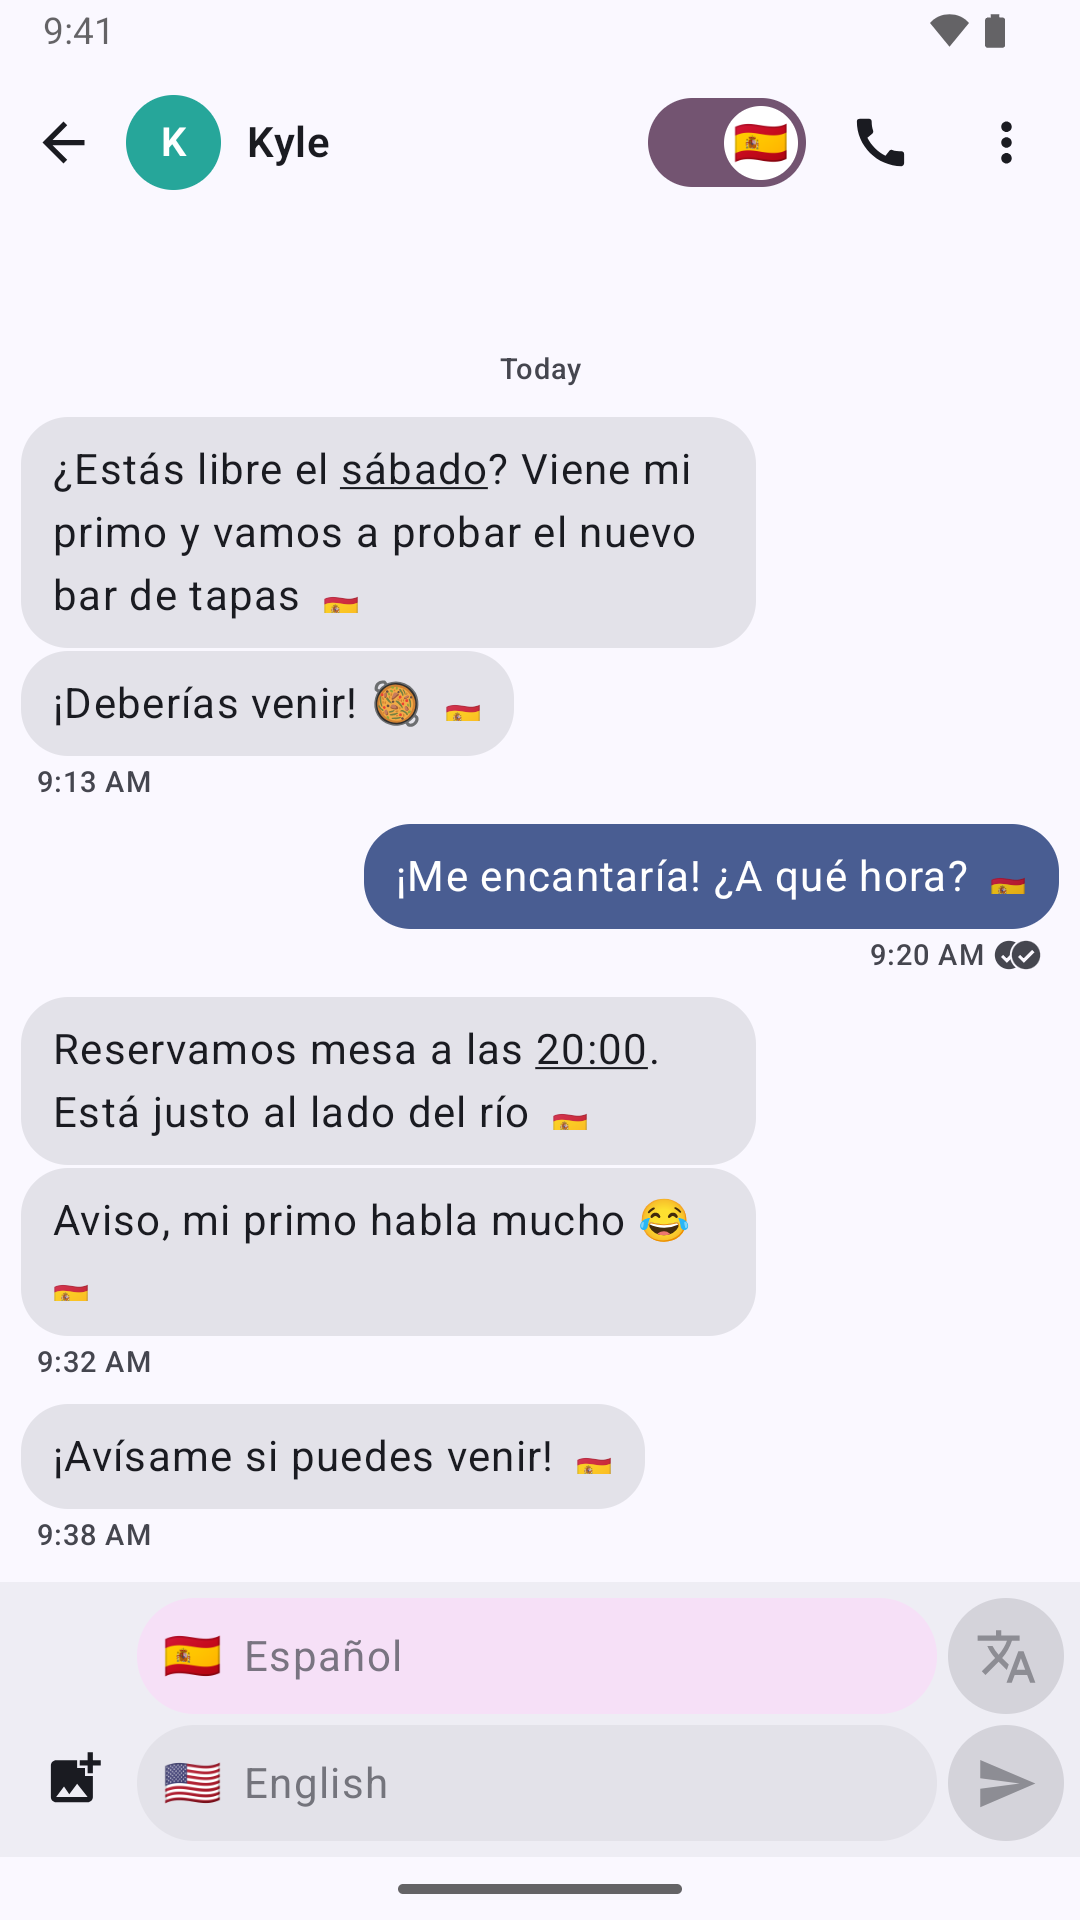 9:41
K
Kyle
Today
¿Estás libre el sábado? Viene mi
primo y vamos a probar el nuevo
bar de tapas 🇪🇸
¡Deberías venir! 🥘 🇪🇸
9:13 AM
¡Me encantaría! ¿A qué hora? 🇪🇸
9:20 AM
Reservamos mesa a las 20:00.
Está justo al lado del río 🇪🇸
Aviso, mi primo habla mucho 😂
🇪🇸
9:32 AM
¡Avísame si puedes venir! 🇪🇸
9:38 AM
🇪🇸 Español
🇺🇸 English